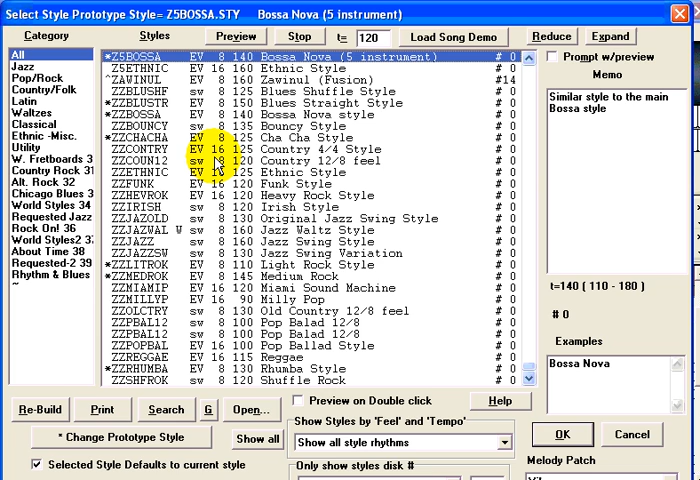 Select Style Prototype Style= Z5BOSSA.STY Bossa Nova (5 instrument)
Category Styles Preview Stop t= 120 Load Song Demo Reduce Expand
All
Jazz
Pop/Rock
Country/Folk
Latin
Waltzes
Classical
Ethnic -Misc.
Utility
W. Fretboards 3
Country Rock 31
Alt. Rock 32
Chicago Blues 3
World Styles 34
Requested Jazz
Rock On! 36
World Styles2 37
About Time 38
Requested-2 39
Rhythm & Blues
~
*Z5BOSSA EV 8 140 Bossa Nova (5 instrument) # 0
Z5ETHNIC EV 16 160 Ethnic Style # 0
^ZAWINUL EV 8 160 Zawinul (Fusion) #14
ZZBLUSHF sw 8 125 Blues Shuffle Style # 0
*ZZBLUSTR EV 8 150 Blues Straight Style # 0
*ZZBOSSA EV 8 140 Bossa Nova style # 0
ZZBOUNCY sw 8 135 Bouncy Style # 0
*ZZCHACHA EV 8 125 Cha Cha Style # 0
ZZCONTRY EV 16 125 Country 4/4 Style # 0
ZZCOUN12 sw 8 120 Country 12/8 feel # 0
ZZETHNIC EV 16 125 Ethnic Style # 0
ZZFUNK EV 16 120 Funk Style # 0
ZZHEVROK EV 16 120 Heavy Rock Style # 0
ZZIRISH sw 8 120 Irish Style # 0
ZZJAZOLD sw 8 130 Original Jazz Swing Style # 0
ZZJAZWAL W sw 8 160 Jazz Waltz Style # 0
ZZJAZZ sw 8 160 Jazz Swing Style # 0
ZZJAZZSW sw 8 130 Jazz Swing Variation # 0
*ZZLITROK EV 8 110 Light Rock Style # 0
*ZZMEDROK EV 8 145 Medium Rock # 0
ZZMIAMIP EV 16 120 Miami Sound Machine # 0
ZZMILLYP EV 16 90 Milly Pop # 0
ZZOLCTRY sw 8 130 Old Country 12/8 feel # 0
ZZPBAL12 sw 8 100 Pop Balad 12/8 # 0
ZZPBAL12 sw 8 100 Pop Balad 12/8 # 0
ZZPOPBAL EV 16 100 Pop Ballad Style # 0
ZZREGGAE EV 16 115 Reggae # 0
*ZZRHUMBA EV 8 130 Rhumba Style # 0
ZZSHFROK sw 8 120 Shuffle Rock # 0
Prompt w/preview
Memo
Similar style to the main
Bossa style
t=140 ( 110 - 180 )
# 0
Examples
Bossa Nova
Re-Build Print Search G Open... Preview on Double click Help
* Change Prototype Style Show all
Show Styles by 'Feel' and 'Tempo'
Show all style rhythms
OK Cancel
Selected Style Defaults to current style
Only show styles disk #
Melody Patch